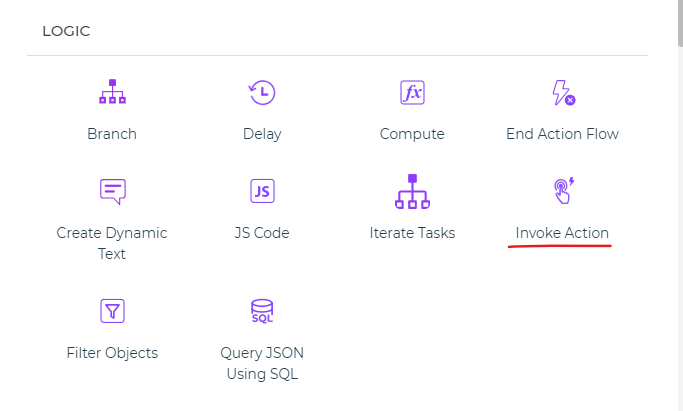 LOGIC
Branch
Delay
fx
Compute
End Action Flow
Create Dynamic
Text
JS
JS Code
Iterate Tasks
Invoke Action
Filter Objects
SQL
Query JSON
Using SQL